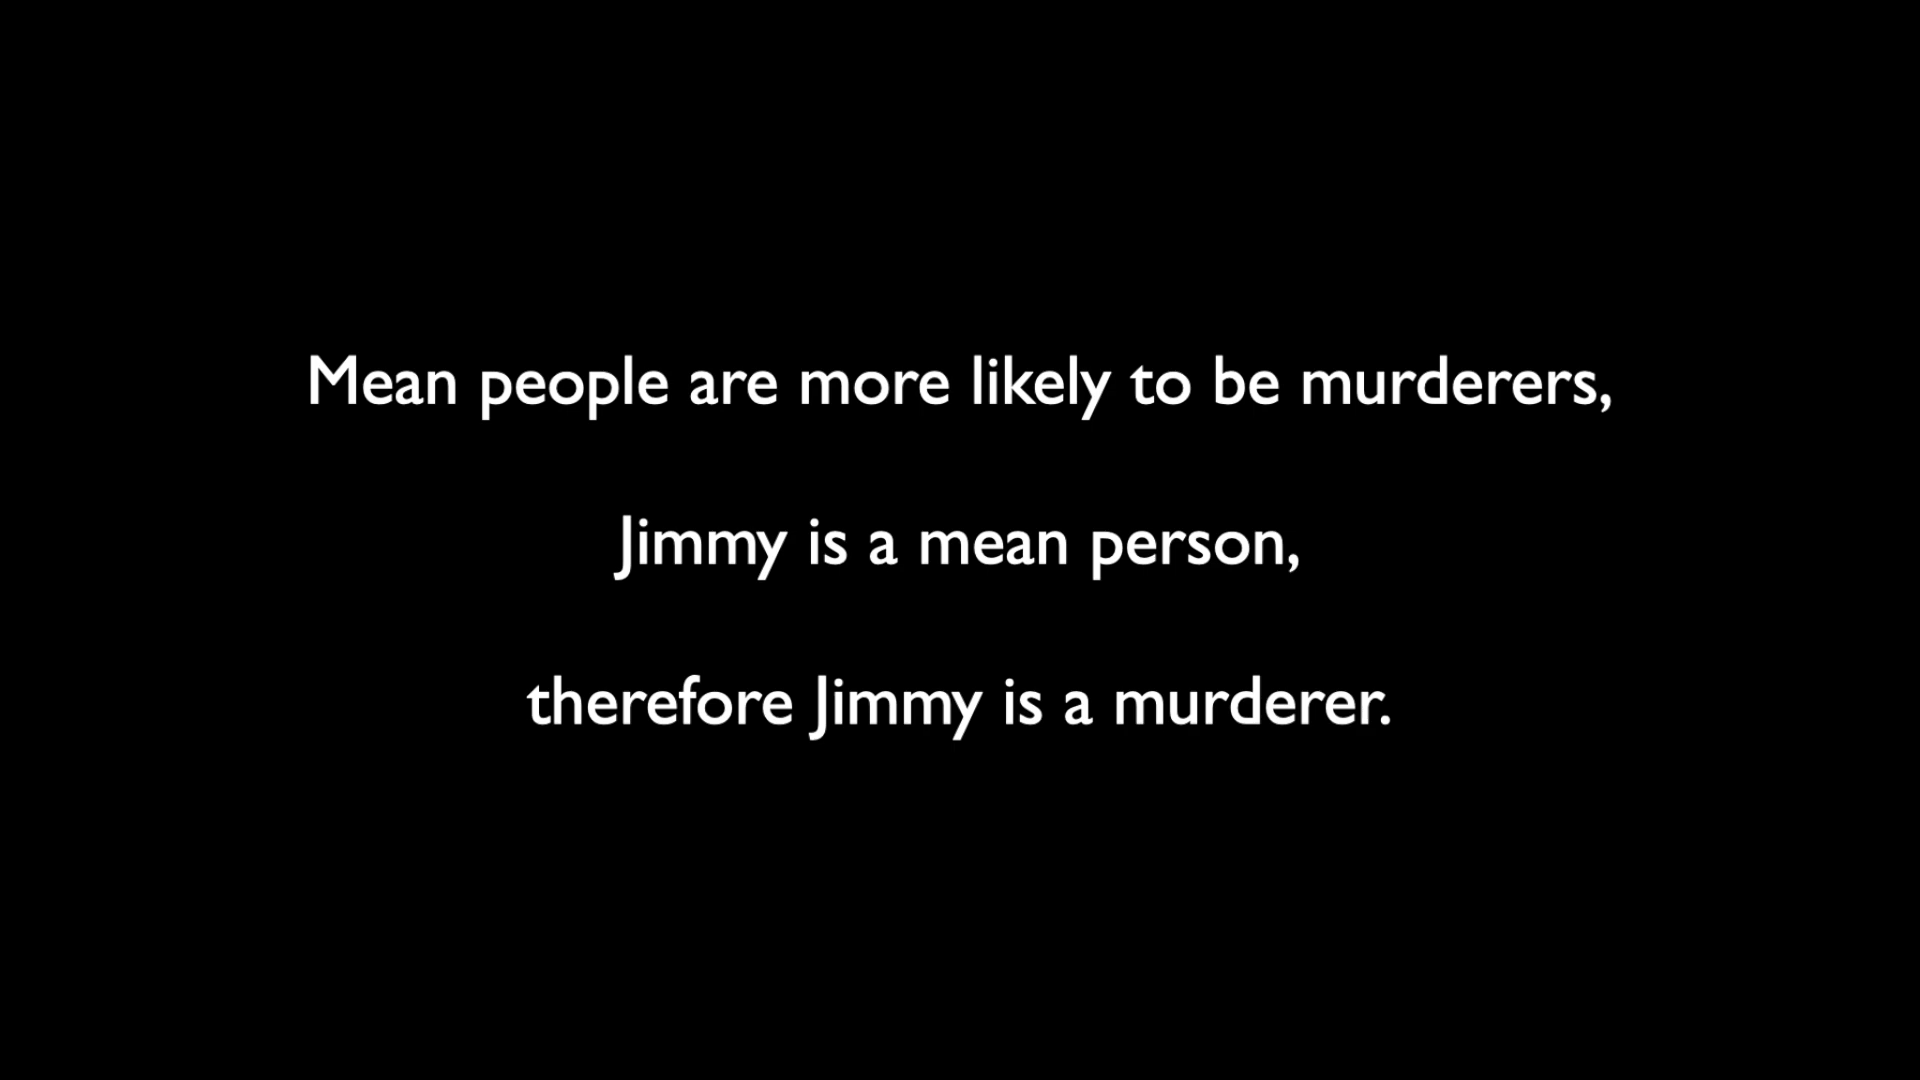 Mean people are more likely to be murderers,
Jimmy is a mean person,
therefore Jimmy is a murderer.